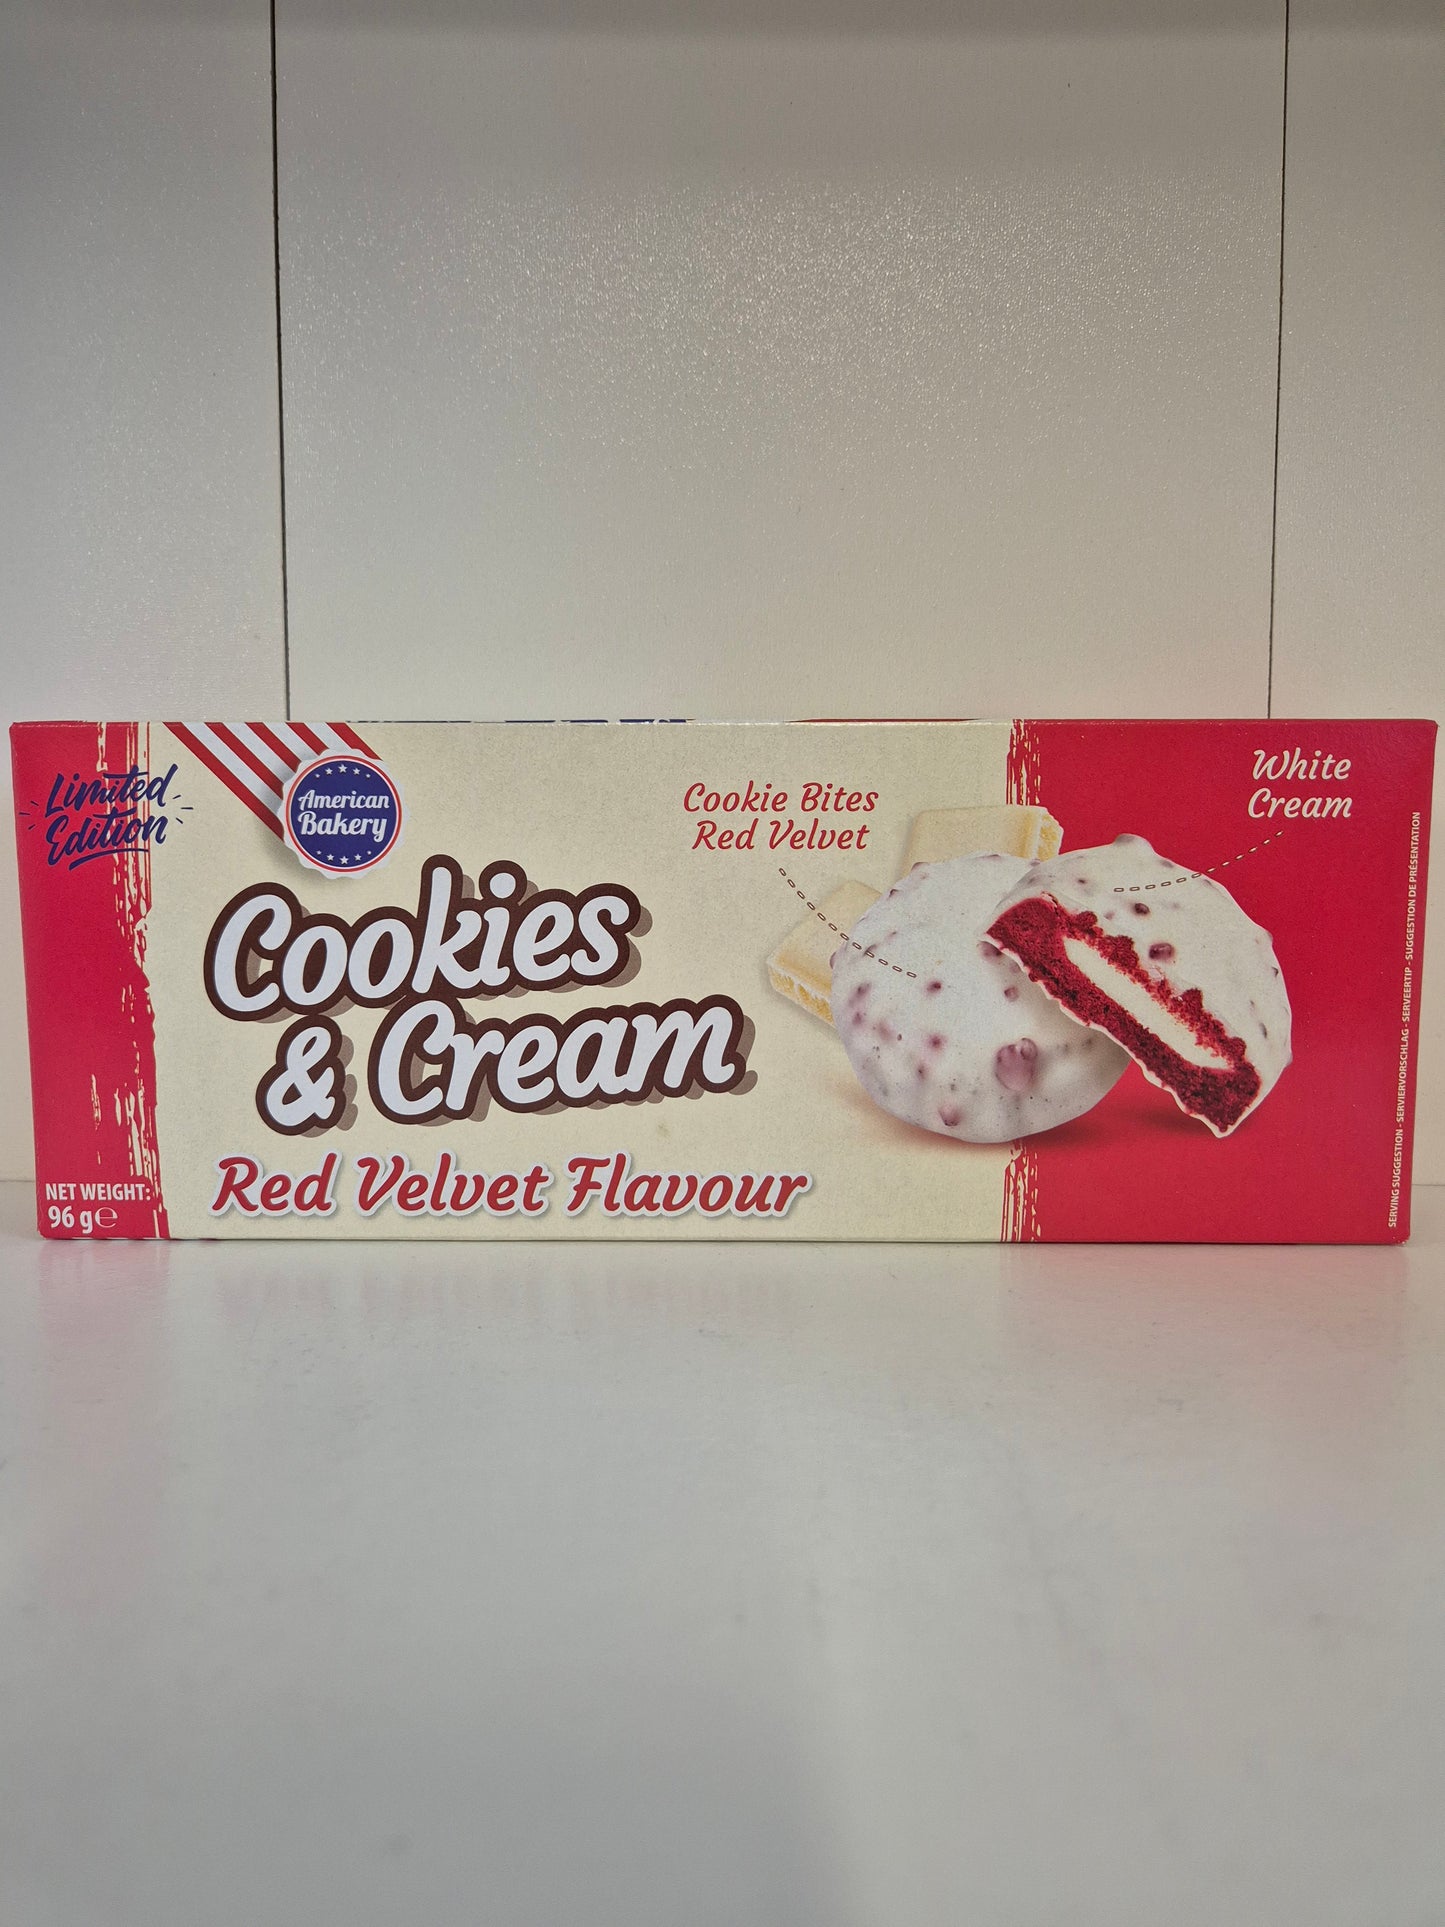 Limited
Edition
American
Bakery
Cookies
& Cream
Red Velvet Flavour
NET WEIGHT:
96 g℮
Cookie Bites
Red Velvet
White
Cream
SERVING SUGGESTION - SERVIERVORSCHLAG - SERVEERTIP - SUGGESTION DE PRÉSENTATION